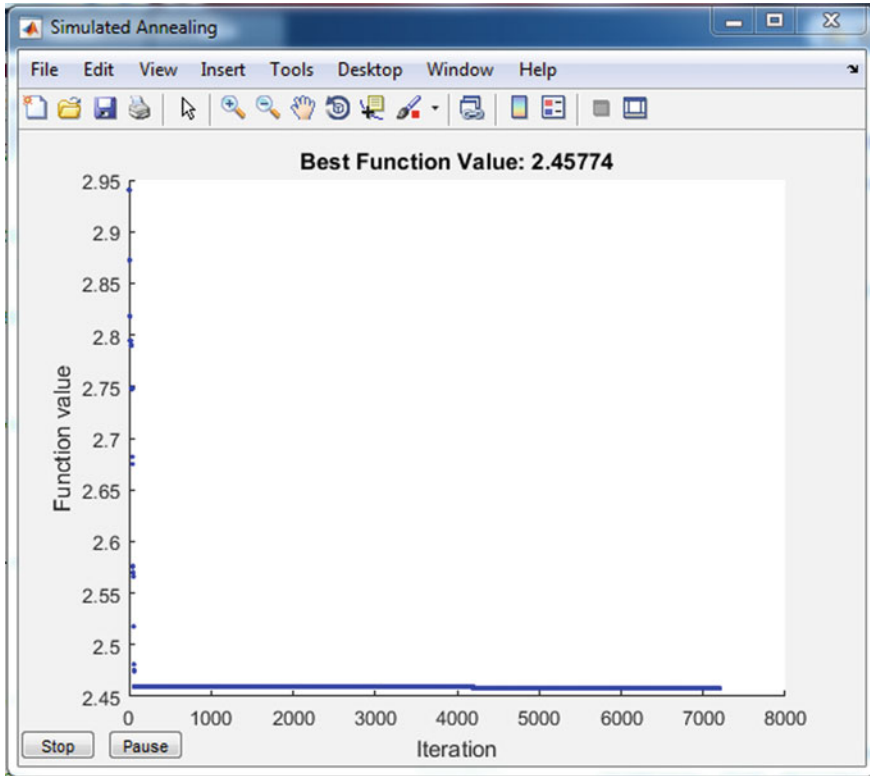 Simulated Annealing
File Edit View Insert Tools Desktop Window Help
Best Function Value: 2.45774
2.95
2.9
2.85
2.8
2.75
2.7
2.65
2.6
2.55
2.5
2.45
Function value
0 1000 2000 3000 4000 5000 6000 7000 8000
Iteration
Stop Pause